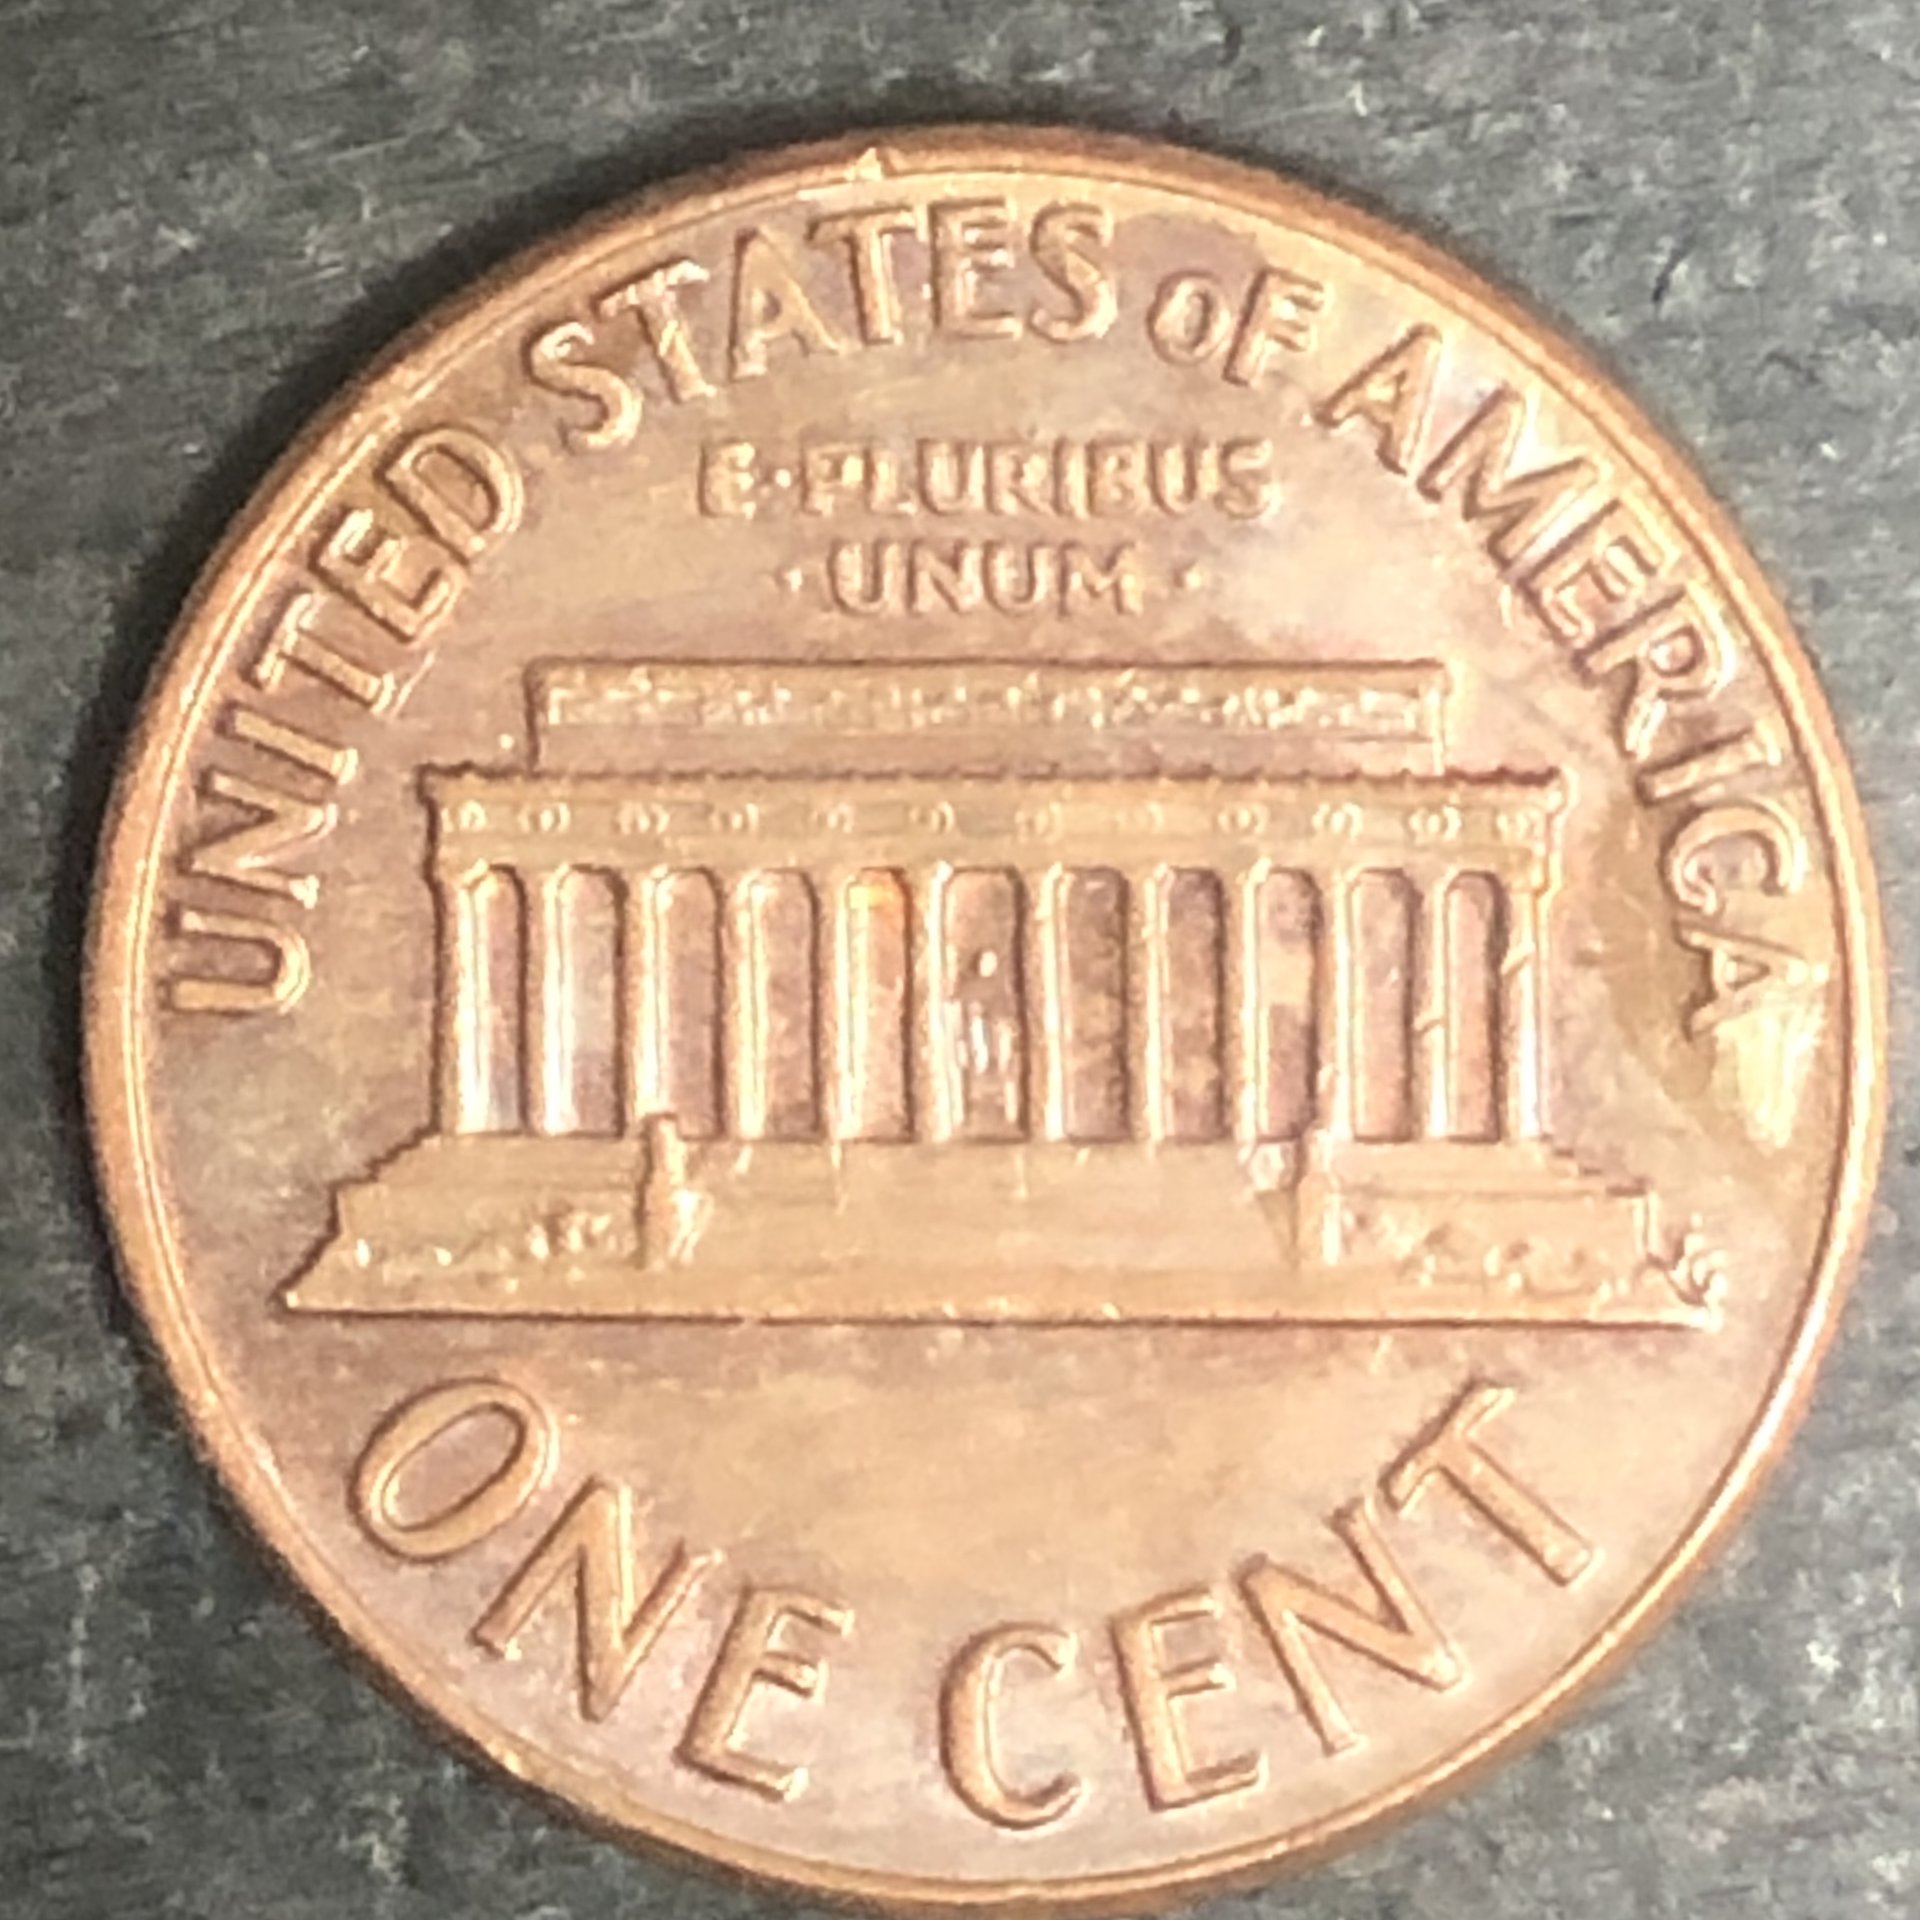 UNITED STATES OF AMERICA
E·PLURIBUS
·UNUM·
ONE CENT